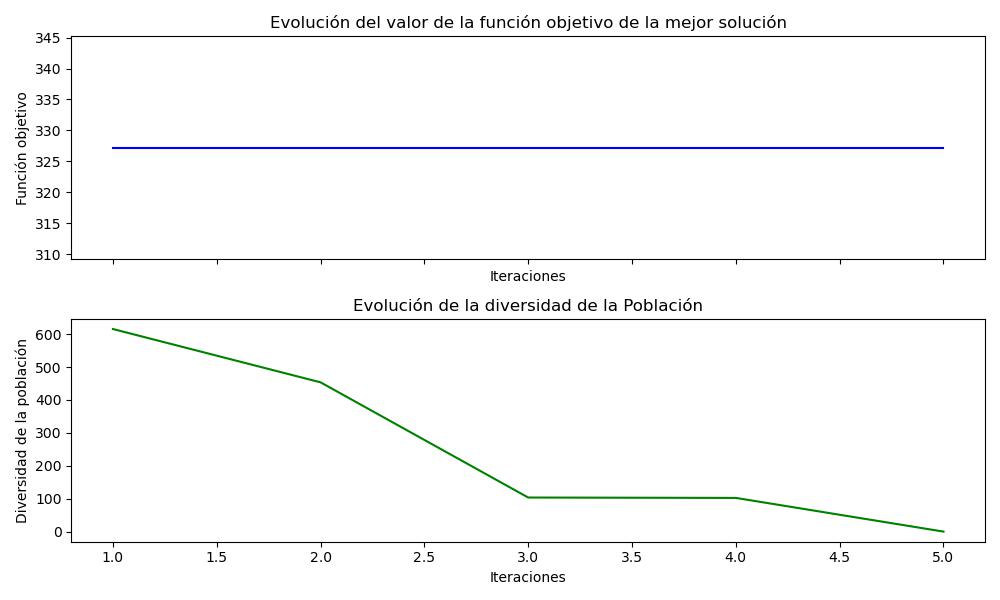 Evolución del valor de la función objetivo de la mejor solución
345
340
335
330
325
320
315
310
Función objetivo
Iteraciones
Evolución de la diversidad de la Población
600
500
400
300
200
100
0
Diversidad de la población
1.0 1.5 2.0 2.5 3.0 3.5 4.0 4.5 5.0
Iteraciones